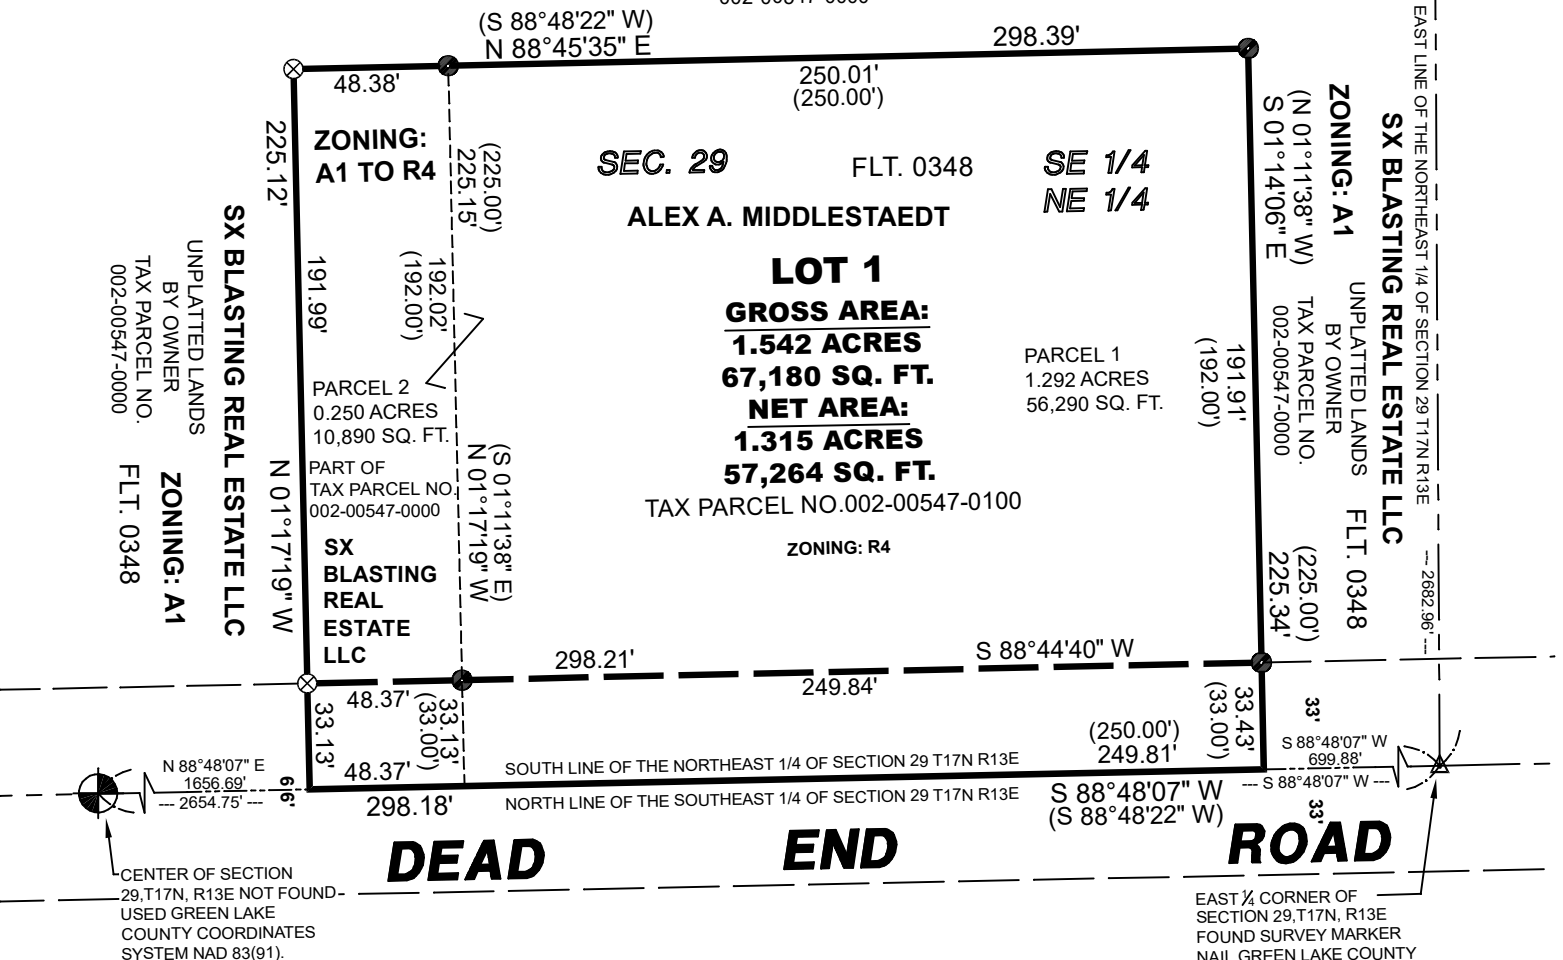 (S 88°48'22" W)
N 88°45'35" E
298.39'
48.38'
250.01'
(250.00')
ZONING:
A1 TO R4
225.12'
(225.00')
225.15'
SEC. 29
FLT. 0348
SE 1/4
NE 1/4
ALEX A. MIDDLESTAEDT
LOT 1
GROSS AREA:
1.542 ACRES
67,180 SQ. FT.
NET AREA:
1.315 ACRES
57,264 SQ. FT.
TAX PARCEL NO.002-00547-0100
ZONING: R4
191.99'
192.02'
(192.00')
PARCEL 2
0.250 ACRES
10,890 SQ. FT.
PART OF
TAX PARCEL NO.
002-00547-0000
SX
BLASTING
REAL
ESTATE
LLC
(S 01°11'38" E)
N 01°17'19" W
N 01°17'19" W
PARCEL 1
1.292 ACRES
56,290 SQ. FT.
191.91'
(192.00')
(N 01°11'38" W)
S 01°14'06" E
(225.00')
225.34'
SX BLASTING REAL ESTATE LLC
UNPLATTED LANDS
BY OWNER
TAX PARCEL NO.
002-00547-0000
ZONING: A1
FLT. 0348
EAST LINE OF THE NORTHEAST 1/4 OF SECTION 29 T17N R13E
--- 2682.96' ---
SX BLASTING REAL ESTATE LLC
ZONING: A1
UNPLATTED LANDS
BY OWNER
TAX PARCEL NO.
002-00547-0000
FLT. 0348
298.21'
S 88°44'40" W
48.37'
249.84'
33.13'
33.13'
(33.00')
33.43'
(33.00')
(250.00')
249.81'
48.37'
298.18'
SOUTH LINE OF THE NORTHEAST 1/4 OF SECTION 29 T17N R13E
NORTH LINE OF THE SOUTHEAST 1/4 OF SECTION 29 T17N R13E
S 88°48'07" W
(S 88°48'22" W)
N 88°48'07" E
1656.69'
--- 2654.75' ---
66'
33'
S 88°48'07" W
699.88'
--- S 88°48'07" W ---
33'
DEAD END ROAD
CENTER OF SECTION
29,T17N, R13E NOT FOUND
USED GREEN LAKE
COUNTY COORDINATES
SYSTEM NAD 83(91).
EAST ¼ CORNER OF
SECTION 29,T17N, R13E
FOUND SURVEY MARKER
NAIL GREEN LAKE COUNTY